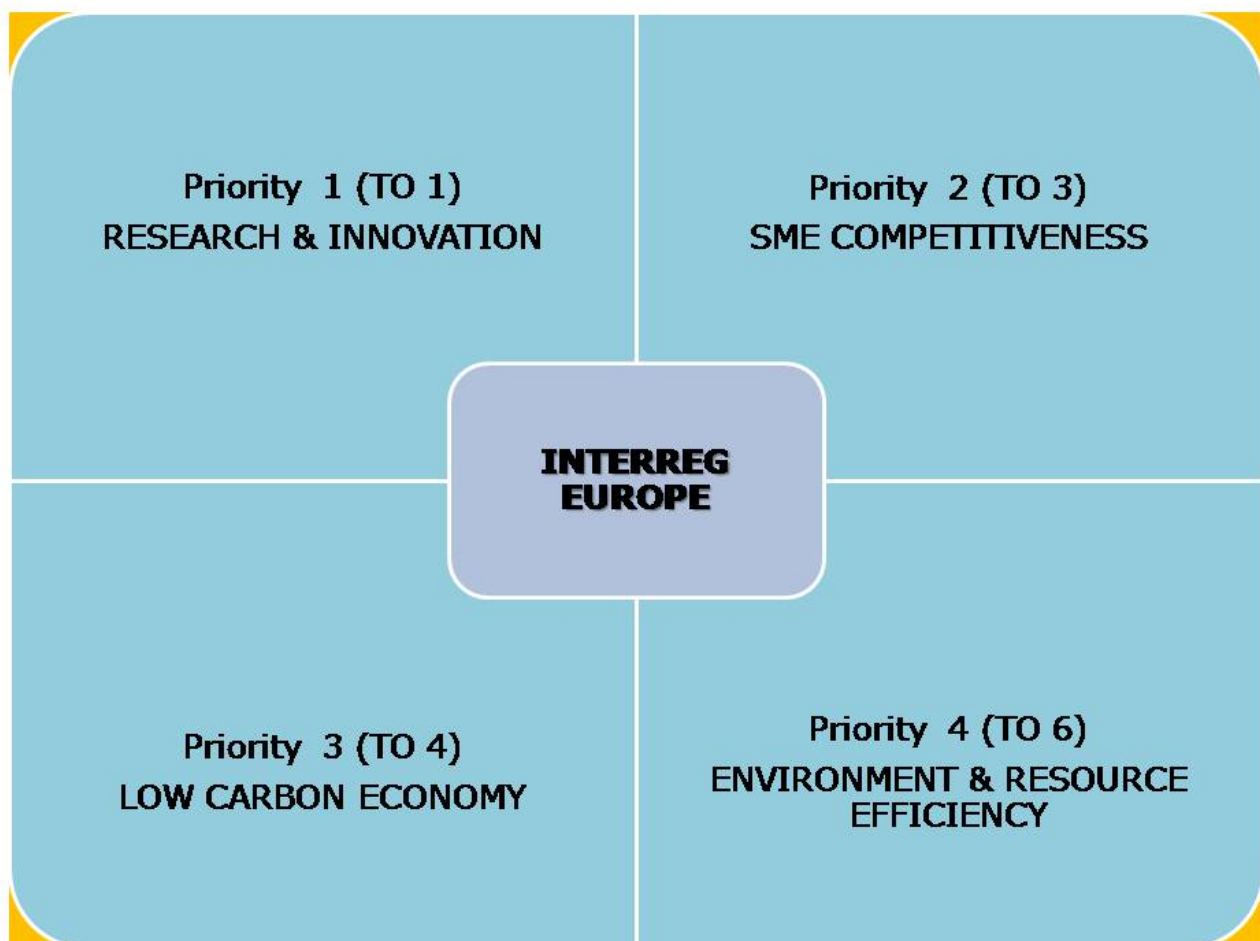 Priority 1 (TO 1)
RESEARCH & INNOVATION
Priority 2 (TO 3)
SME COMPETITIVENESS
INTERREG
EUROPE
Priority 3 (TO 4)
LOW CARBON ECONOMY
Priority 4 (TO 6)
ENVIRONMENT & RESOURCE
EFFICIENCY